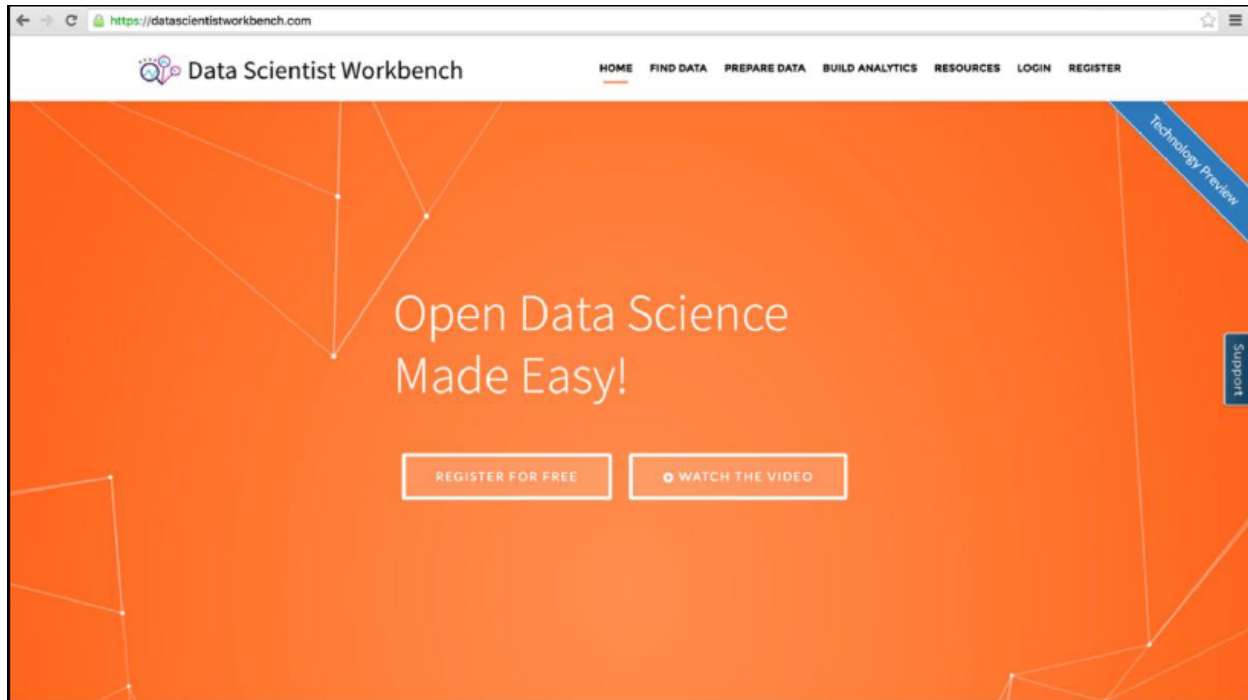 https://datascientistworkbench.com
Data Scientist Workbench
HOME FIND DATA PREPARE DATA BUILD ANALYTICS RESOURCES LOGIN REGISTER
Technology Preview
Open Data Science
Made Easy!
Support
REGISTER FOR FREE
WATCH THE VIDEO